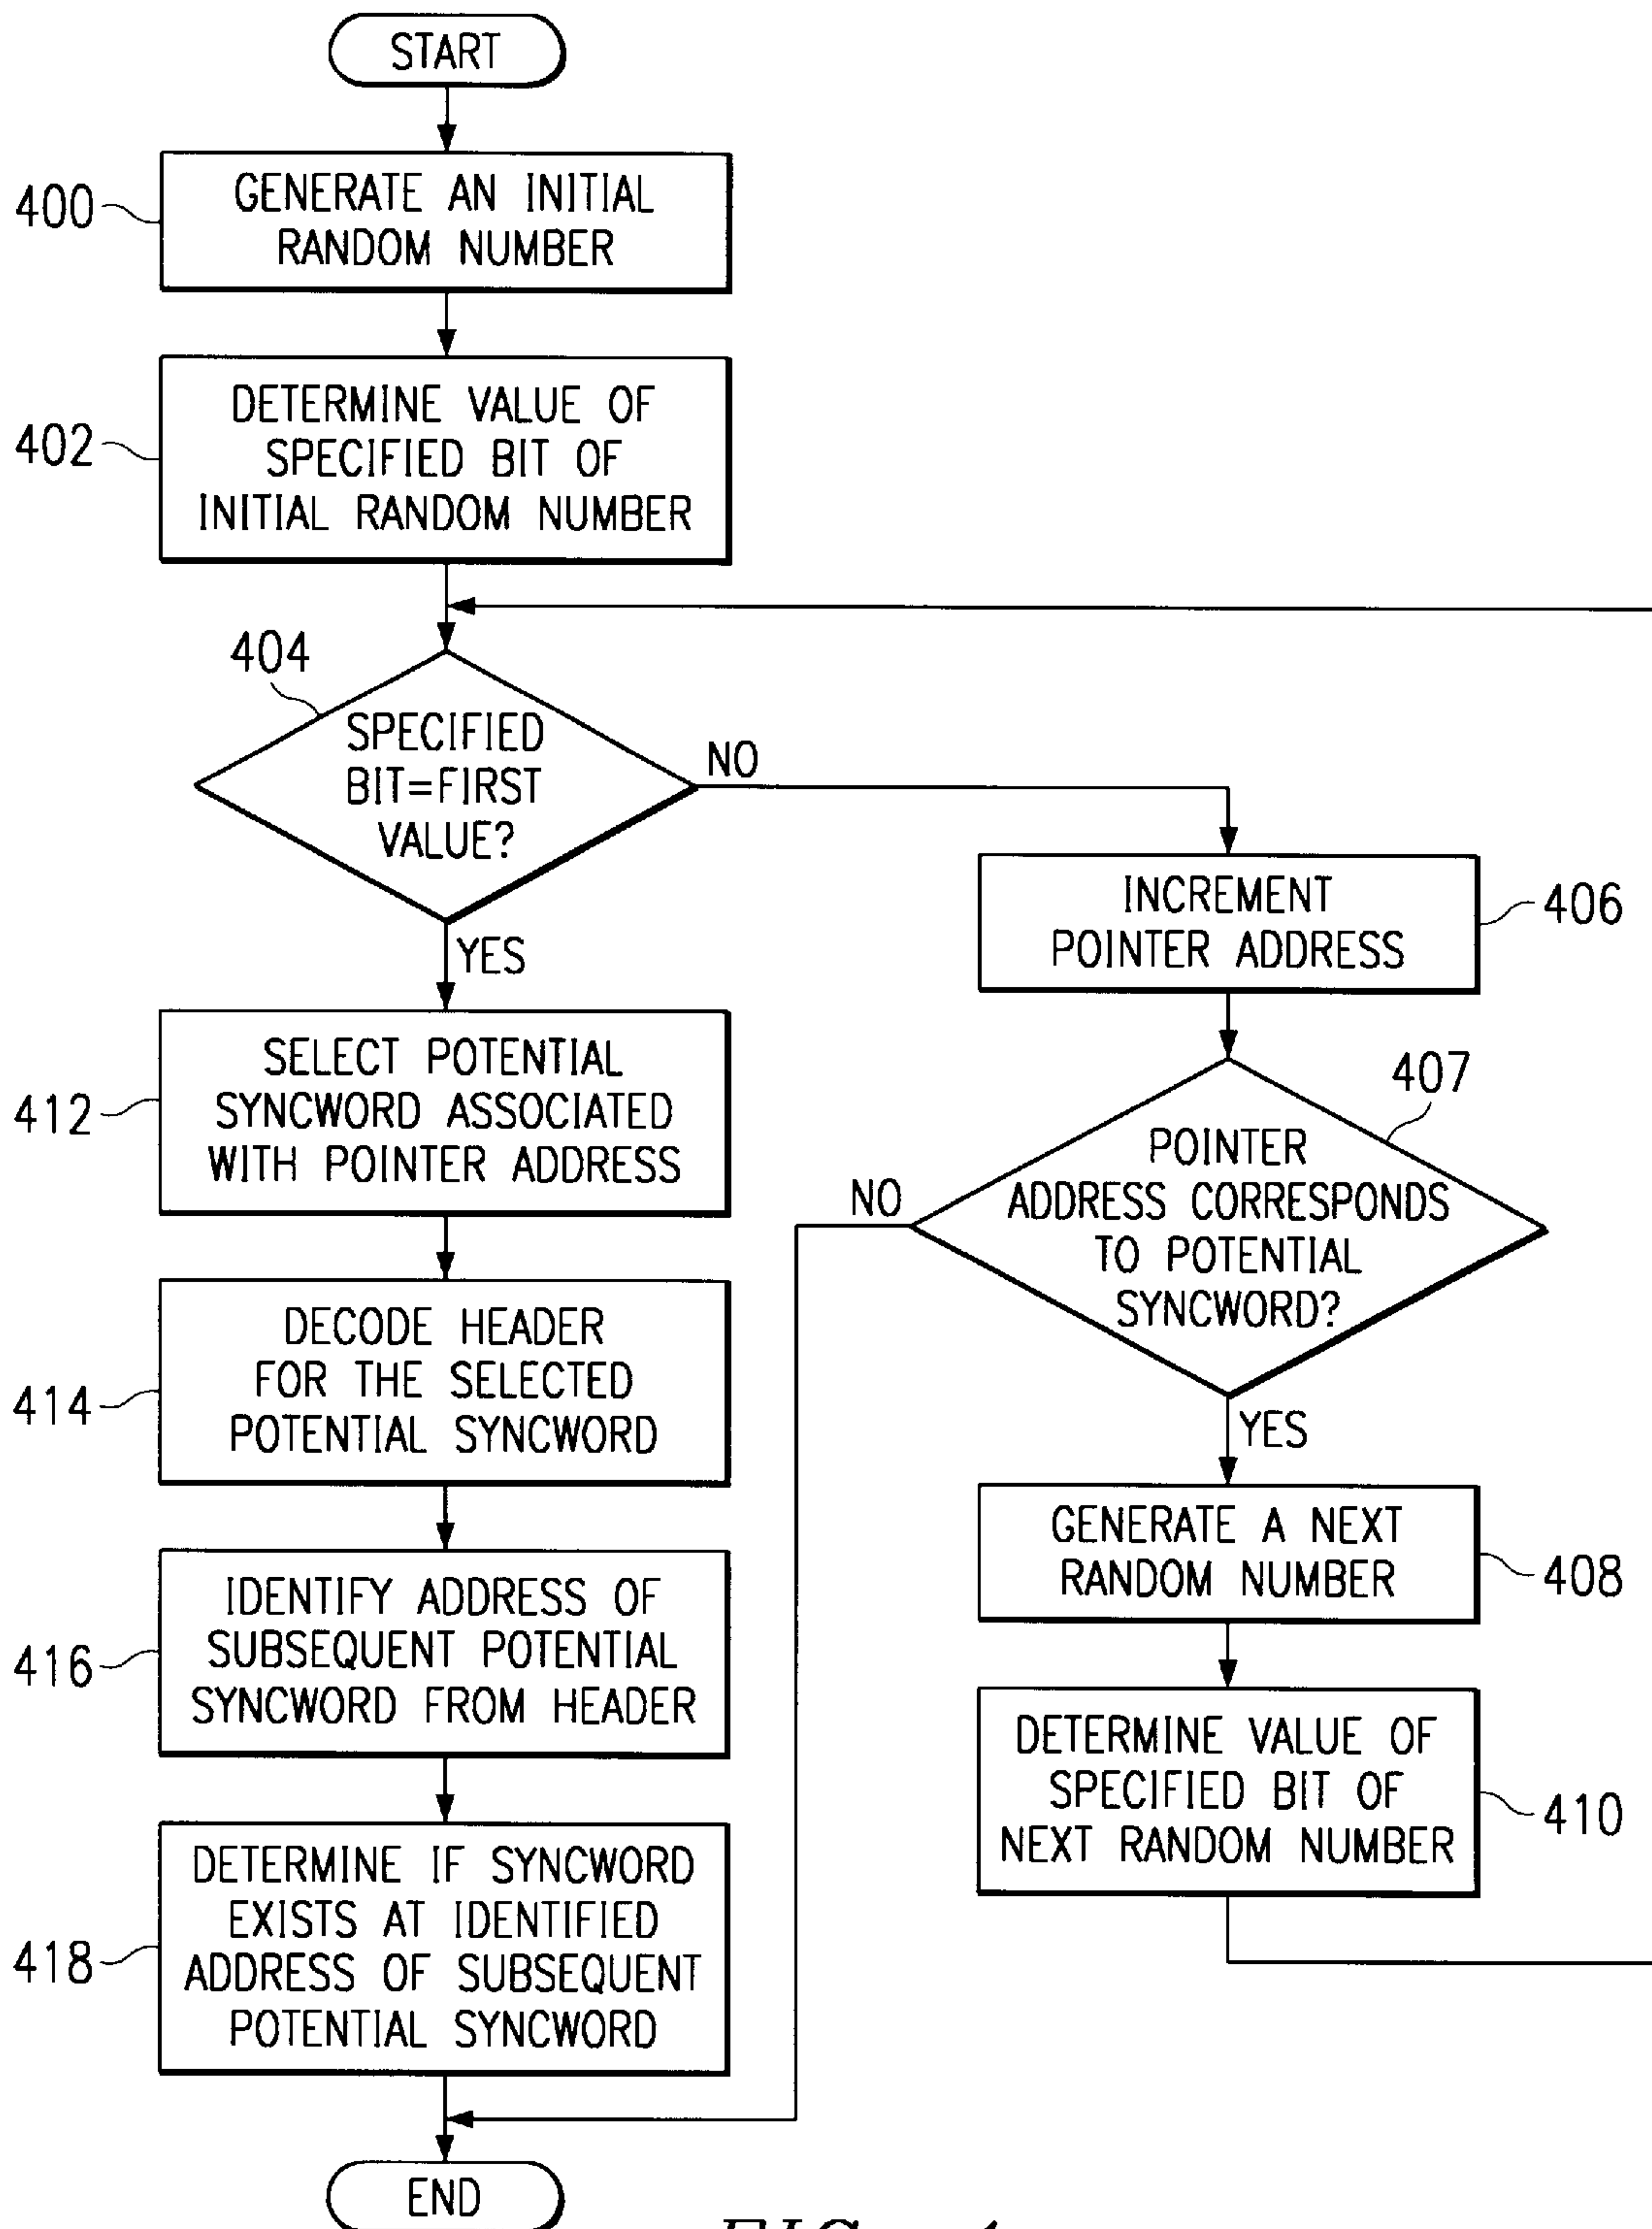 START
400
GENERATE AN INITIAL
RANDOM NUMBER
402
DETERMINE VALUE OF
SPECIFIED BIT OF
INITIAL RANDOM NUMBER
404
SPECIFIED
BIT=FIRST
VALUE?
NO
YES
INCREMENT
POINTER ADDRESS
406
407
POINTER
ADDRESS CORRESPONDS
TO POTENTIAL
SYNCWORD?
NO
YES
412
SELECT POTENTIAL
SYNCWORD ASSOCIATED
WITH POINTER ADDRESS
414
DECODE HEADER
FOR THE SELECTED
POTENTIAL SYNCWORD
GENERATE A NEXT
RANDOM NUMBER
408
416
IDENTIFY ADDRESS OF
SUBSEQUENT POTENTIAL
SYNCWORD FROM HEADER
DETERMINE VALUE OF
SPECIFIED BIT OF
NEXT RANDOM NUMBER
410
418
DETERMINE IF SYNCWORD
EXISTS AT IDENTIFIED
ADDRESS OF SUBSEQUENT
POTENTIAL SYNCWORD
END